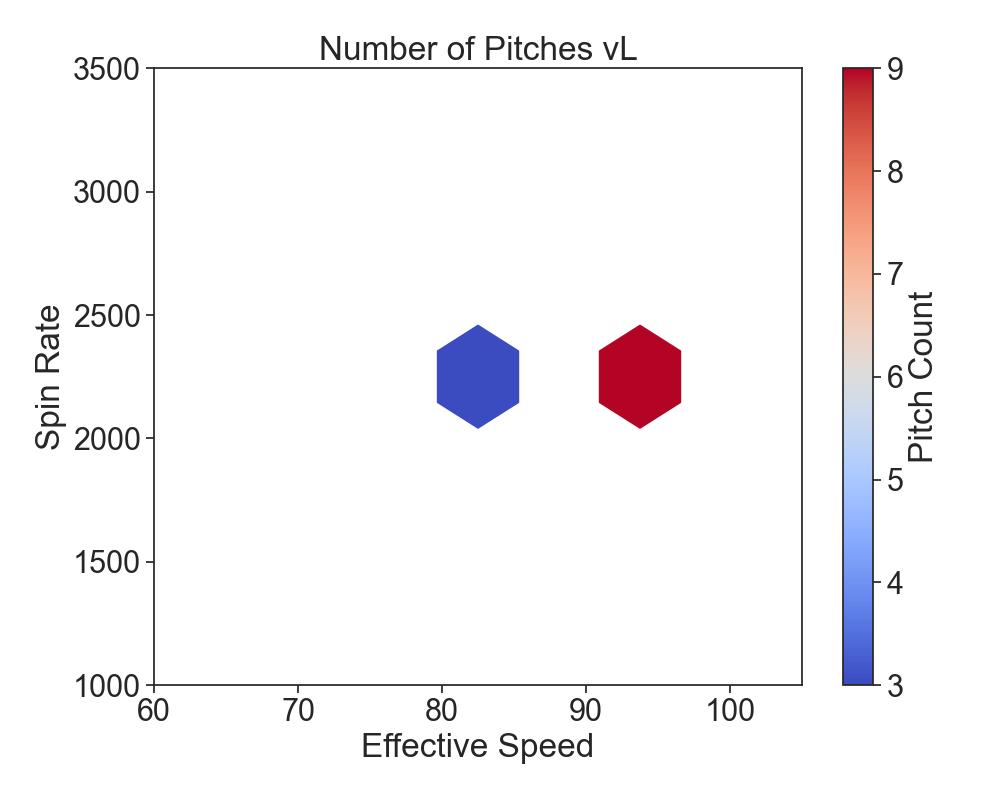 Number of Pitches vL
3500
3000
2500
2000
1500
1000
Spin Rate
60 70 80 90 100
Effective Speed
9
8
7
6
5
4
3
Pitch Count